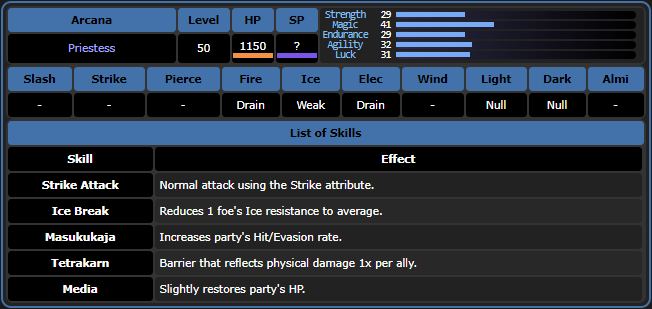 Arcana Level HP SP
Priestess 50 1150 ?
Strength 29
Magic 41
Endurance 29
Agility 32
Luck 31
Slash Strike Pierce Fire Ice Elec Wind Light Dark Almi
- - - Drain Weak Drain - Null Null -
List of Skills
Skill Effect
Strike Attack Normal attack using the Strike attribute.
Ice Break Reduces 1 foe's Ice resistance to average.
Masukukaja Increases party's Hit/Evasion rate.
Tetrakarn Barrier that reflects physical damage 1x per ally.
Media Slightly restores party's HP.